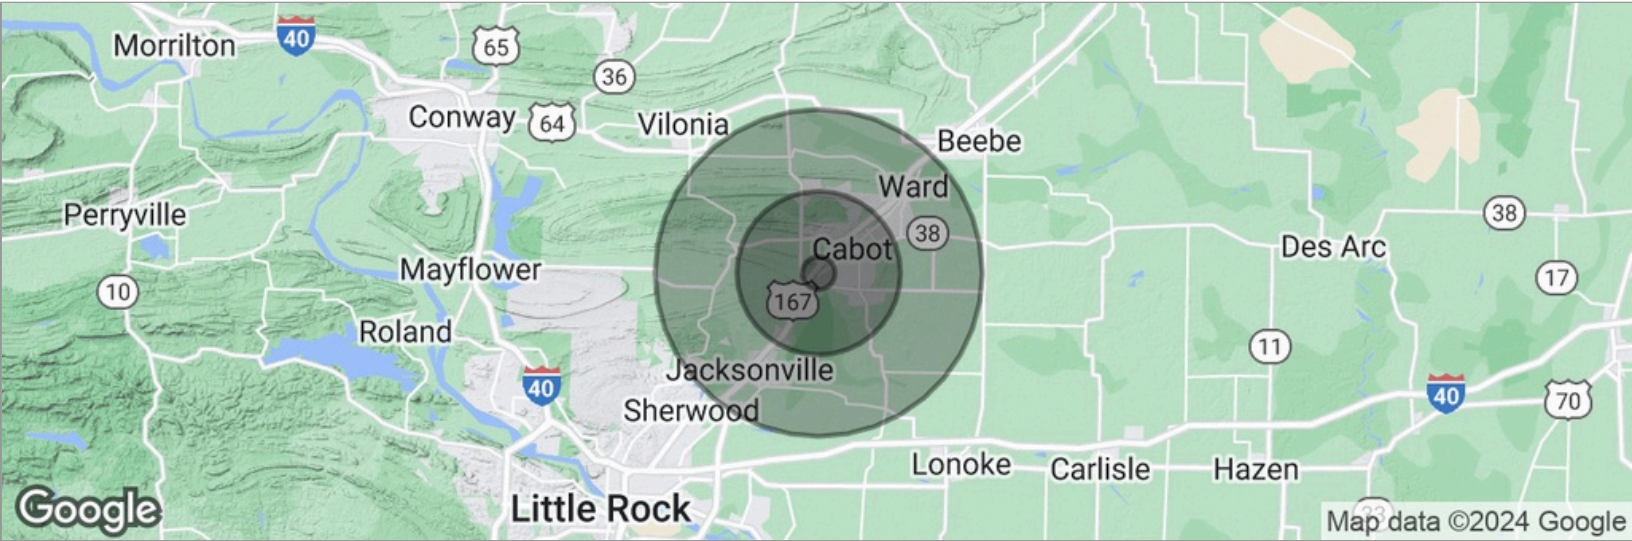 Morrilton
40
65
36
Conway
64
Vilonia
Beebe
Ward
Perryville
38
38
Cabot
Des Arc
Mayflower
17
10
167
Roland
11
Jacksonville
40
40
70
Sherwood
Lonoke
Carlisle
Hazen
Google
Little Rock
33
Map data ©2024 Google